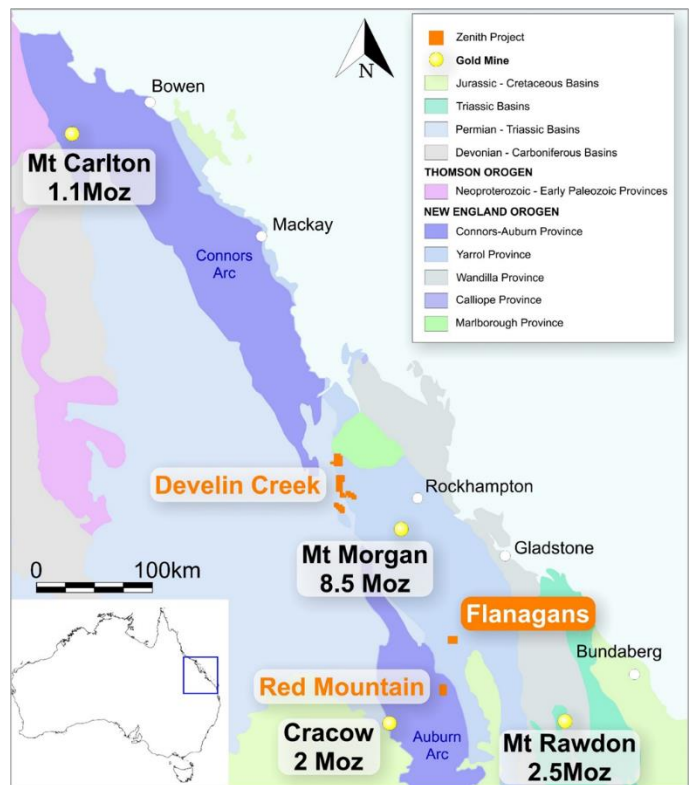 Bowen
Mt Carlton
1.1Moz
Mackay
Connors
Arc
N
Zenith Project
Gold Mine
Jurassic - Cretaceous Basins
Triassic Basins
Permian - Triassic Basins
Devonian - Carboniferous Basins
THOMSON OROGEN
Neoproterozoic - Early Paleozoic Provinces
NEW ENGLAND OROGEN
Connors-Auburn Province
Yarrol Province
Wandilla Province
Calliope Province
Marlborough Province
Develin Creek
Rockhampton
Mt Morgan
8.5 Moz
Gladstone
0 100km
Flanagans
Bundaberg
Red Mountain
Cracow
2 Moz
Auburn
Arc
Mt Rawdon
2.5Moz